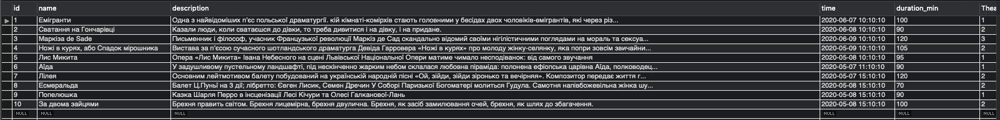 id name description time duration_min Thea
1 Емігранти Одна з найвідоміших п'єс польської драматургії. кій кімнаті-комірхів стають головними у бесідах двох чоловіків-емігрантів, які через різ... 2020-06-07 10:10:10 100 1
2 Сватання на Гончарівці Казали люди, коли сватаєшся до дівки, то треба дивитися і на дівку, і на придане. 2020-06-08 10:10:10 90 2
3 Маркіза de Sade Письменник і філософ, учасник Французької революції Маркіз де Сад скандально відомий своїми нігілістичними поглядами на мораль та сексуа... 2020-06-09 10:10:10 120 3
4 Ножі в курях, або Спадок мірошника Вистава за п'єсою сучасного шотландського драматурга Девіда Гарровера «Ножі в курях» про молоду жінку-селянку, яка попри зовсім звичайни... 2020-05-09 10:10:10 105 2
5 Лис Микита Опера «Лис Микита» Івана Небесного на сцені Львівської Національної Опери матиме чимало несподіванок: від самого звучання 2020-05-08 10:10:10 95 1
6 Аїда У задушливому пустельному ландшафті, під нескінченно жарким небом склалася любовна піраміда: полонена ефіопська царівна Аїда, полководец... 2020-05-07 11:10:10 90 1
7 Лілея Основним лейтмотивом балету побудований на українській народній пісні «Ой, зійди, зійди зіронько та вечірняя». Композитор передає життя г... 2020-05-07 15:10:10 120 2
8 Есмеральда Балет Ц.Пуньї на 3 дії; лібретто: Євген Лисик, Семен Дречин У Соборі Паризької Богоматері молиться Гудула. Самотня напівбожевільна жінка шу... 2020-05-08 15:10:10 70 2
9 Попелюшка Казка Шарля Перро в інсценізації Лесі Кічури та Олесі Галканової-Лань 2020-05-08 15:10:10 90 1
10 За двома зайцями Брехня править світом. Брехня лицемірна, брехня двулична. Брехня, як засіб замилювання очей, брехня, як шлях до збагачення. 2020-05-08 15:10:10 100 2
NULL NULL NULL NULL NULL NULL